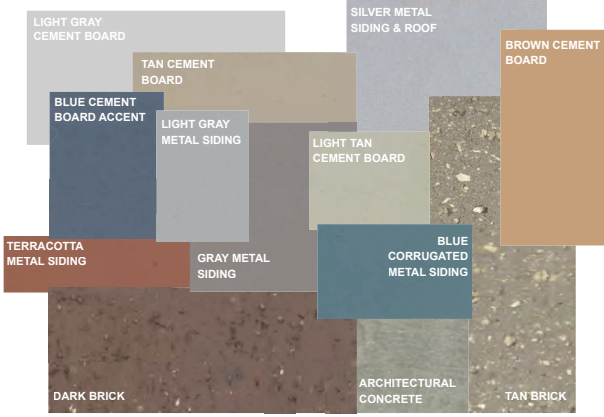 LIGHT GRAY
CEMENT BOARD
SILVER METAL
SIDING & ROOF
BROWN CEMENT
BOARD
TAN CEMENT
BOARD
BLUE CEMENT
BOARD ACCENT
LIGHT GRAY
METAL SIDING
LIGHT TAN
CEMENT BOARD
TERRACOTTA
METAL SIDING
GRAY METAL
SIDING
BLUE
CORRUGATED
METAL SIDING
DARK BRICK
ARCHITECTURAL
CONCRETE
TAN BRICK